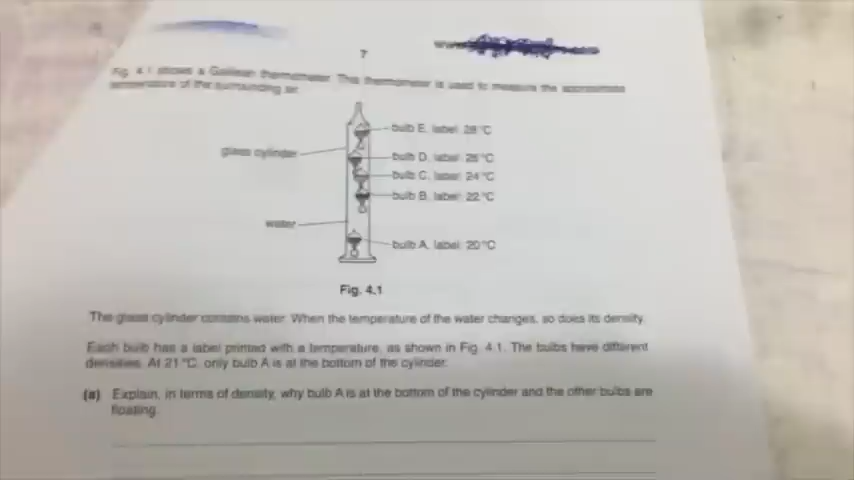 7
Fig. 4.1 shows a Galilean thermometer. This thermometer is used to measure the approximate
temperature of the surrounding air.
bulb E, label: 28 °C
glass cylinder
bulb D, label: 26 °C
bulb C, label: 24 °C
bulb B, label: 22 °C
water
bulb A, label: 20 °C
Fig. 4.1
The glass cylinder contains water. When the temperature of the water changes, so does its density.
Each bulb has a label printed with a temperature, as shown in Fig. 4.1. The bulbs have different
densities. At 21 °C, only bulb A is at the bottom of the cylinder.
(a) Explain, in terms of density, why bulb A is at the bottom of the cylinder and the other bulbs are
floating.